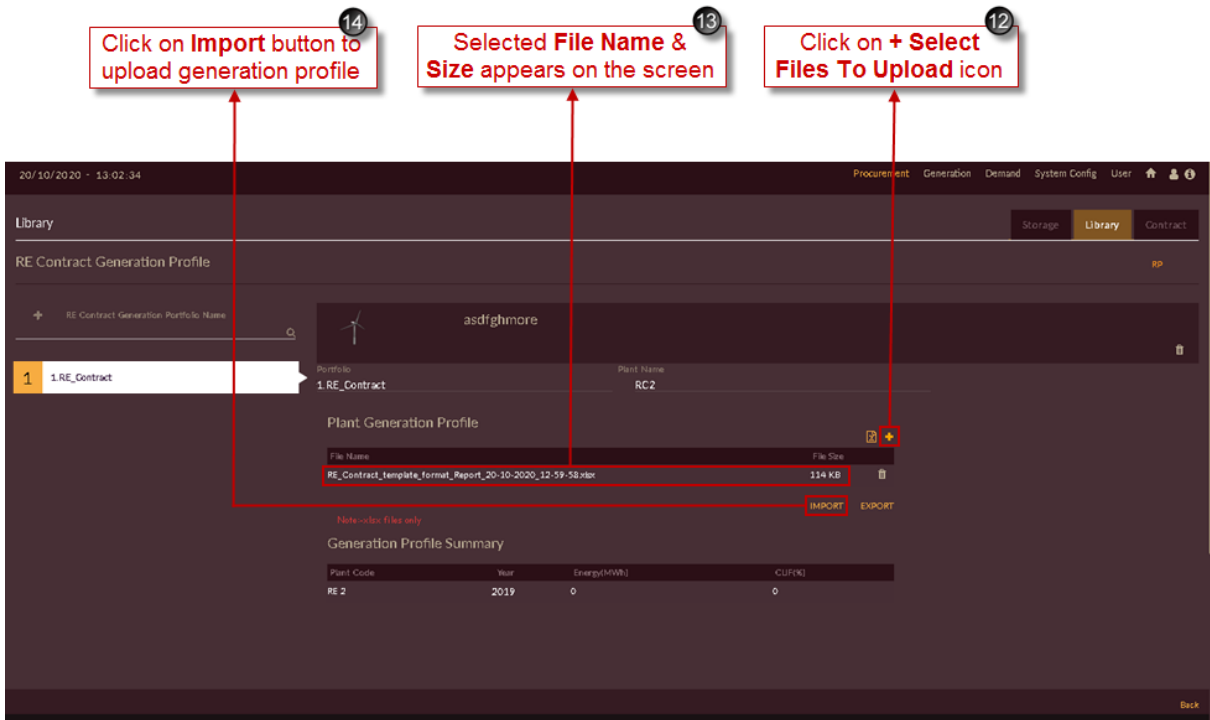 14
Click on Import button to
upload generation profile
13
Selected File Name &
Size appears on the screen
12
Click on + Select
Files To Upload icon
20/10/2020 - 13:02:34
Procurement Generation Demand System Config User
Library
Storage Library Contract
RE Contract Generation Profile
RP
+ RE Contract Generation Portfolio Name
asdfghmore
1 1.RE_Contract
Portfolio Plant Name
1.RE_Contract RC2
Plant Generation Profile
File Name File Size
RE_Contract_template_format_Report_20-10-2020_12-59-58.xlsx 114 KB
IMPORT EXPORT
Note:-xlsx files only
Generation Profile Summary
Plant Code Year Energy(MWh) CUF(%)
RE 2 2019 0 0
Back